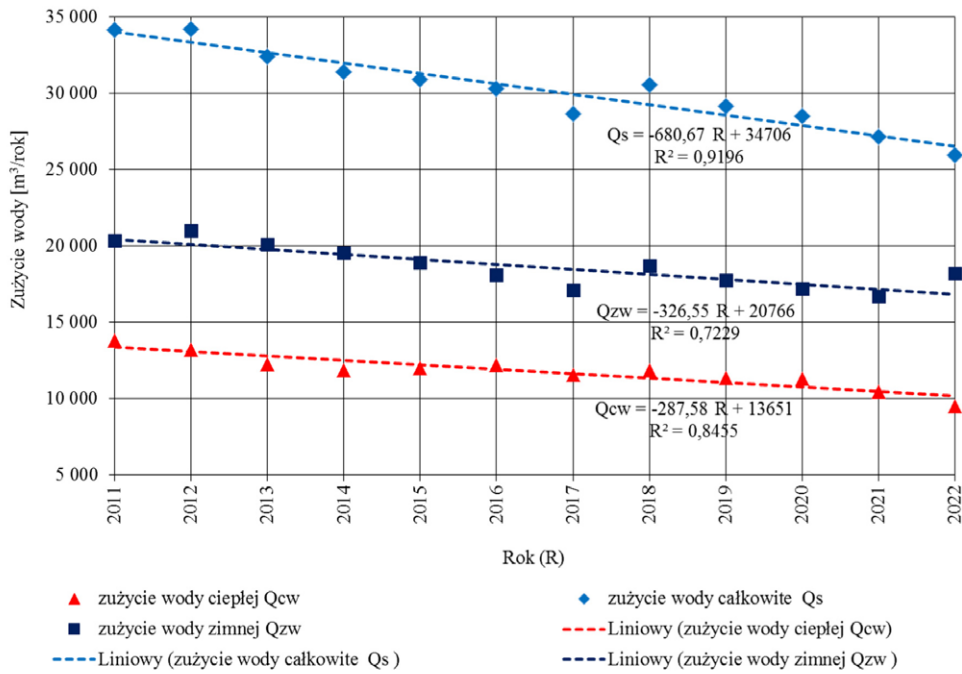 35 000
30 000
25 000
20 000
15 000
10 000
5 000
Zużycie wody [m³/rok]
Qs = -680,67 R + 34706
R² = 0,9196
Qzw = -326,55 R + 20766
R² = 0,7229
Qcw = -287,58 R + 13651
R² = 0,8455
2011
2012
2013
2014
2015
2016
2017
2018
2019
2020
2021
2022
Rok (R)
zużycie wody ciepłej Qcw
zużycie wody całkowite Qs
zużycie wody zimnej Qzw
Liniowy (zużycie wody ciepłej Qcw)
Liniowy (zużycie wody całkowite Qs )
Liniowy (zużycie wody zimnej Qzw )